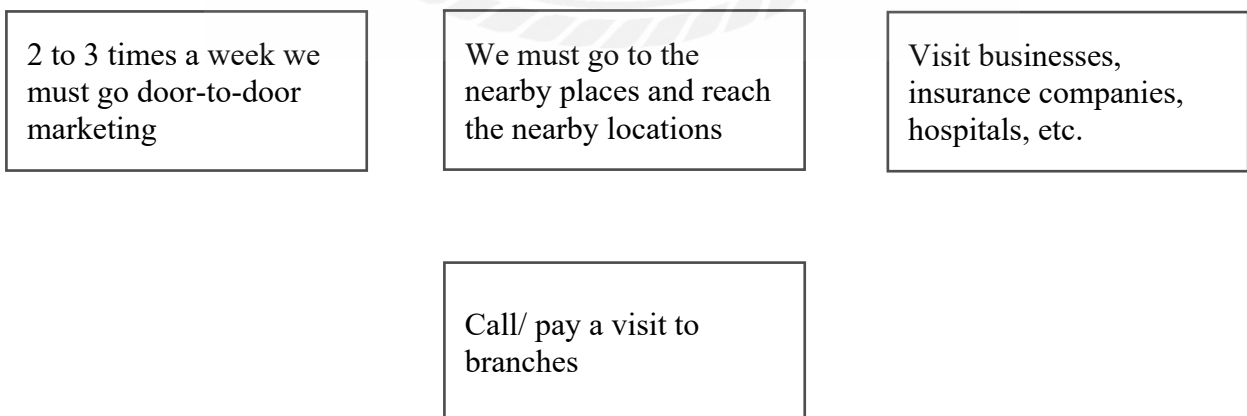 2 to 3 times a week we
must go door-to-door
marketing
We must go to the
nearby places and reach
the nearby locations
Visit businesses,
insurance companies,
hospitals, etc.
Call/ pay a visit to
branches